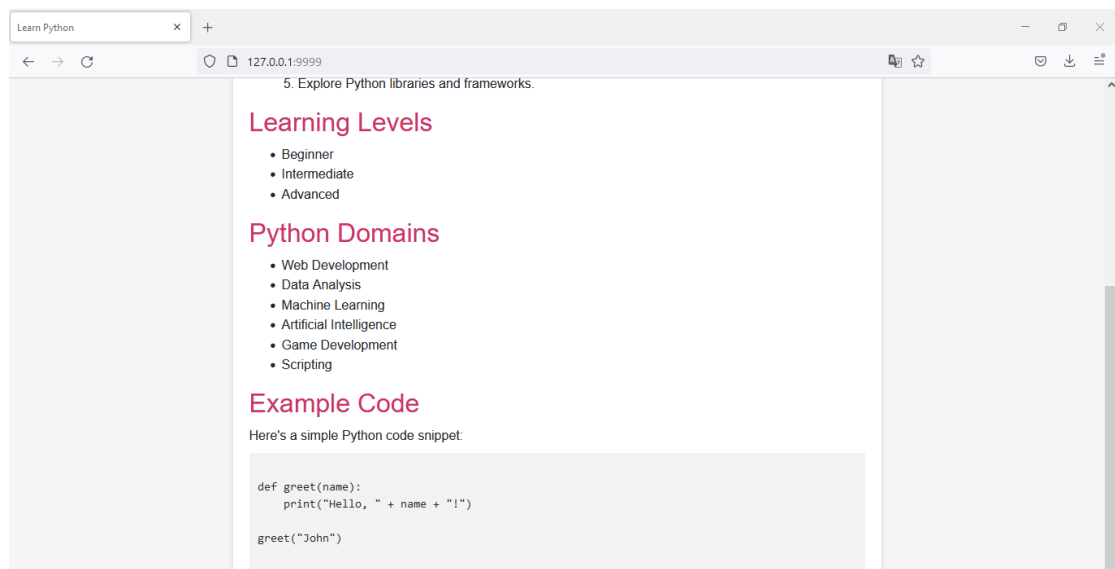 Learn Python
127.0.0.1:9999
5. Explore Python libraries and frameworks.
Learning Levels
Beginner
Intermediate
Advanced
Python Domains
Web Development
Data Analysis
Machine Learning
Artificial Intelligence
Game Development
Scripting
Example Code
Here's a simple Python code snippet:
def greet(name):
    print("Hello, " + name + "!")
greet("John")